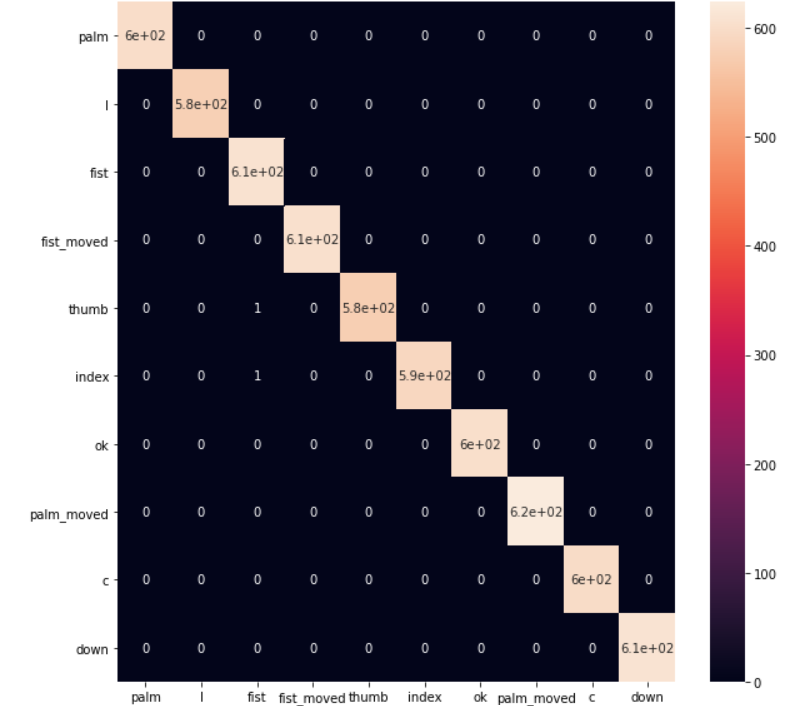 palm 6e+02 0 0 0 0 0 0 0 0 0
l 0 5.8e+02 0 0 0 0 0 0 0 0
fist 0 0 6.1e+02 0 0 0 0 0 0 0
fist_moved 0 0 0 6.1e+02 0 0 0 0 0 0
thumb 0 0 1 0 5.8e+02 0 0 0 0 0
index 0 0 1 0 0 5.9e+02 0 0 0 0
ok 0 0 0 0 0 0 6e+02 0 0 0
palm_moved 0 0 0 0 0 0 0 6.2e+02 0 0
c 0 0 0 0 0 0 0 0 6e+02 0
down 0 0 0 0 0 0 0 0 0 6.1e+02
palm l fist fist_moved thumb index ok palm_moved c down
600
500
400
300
200
100
0